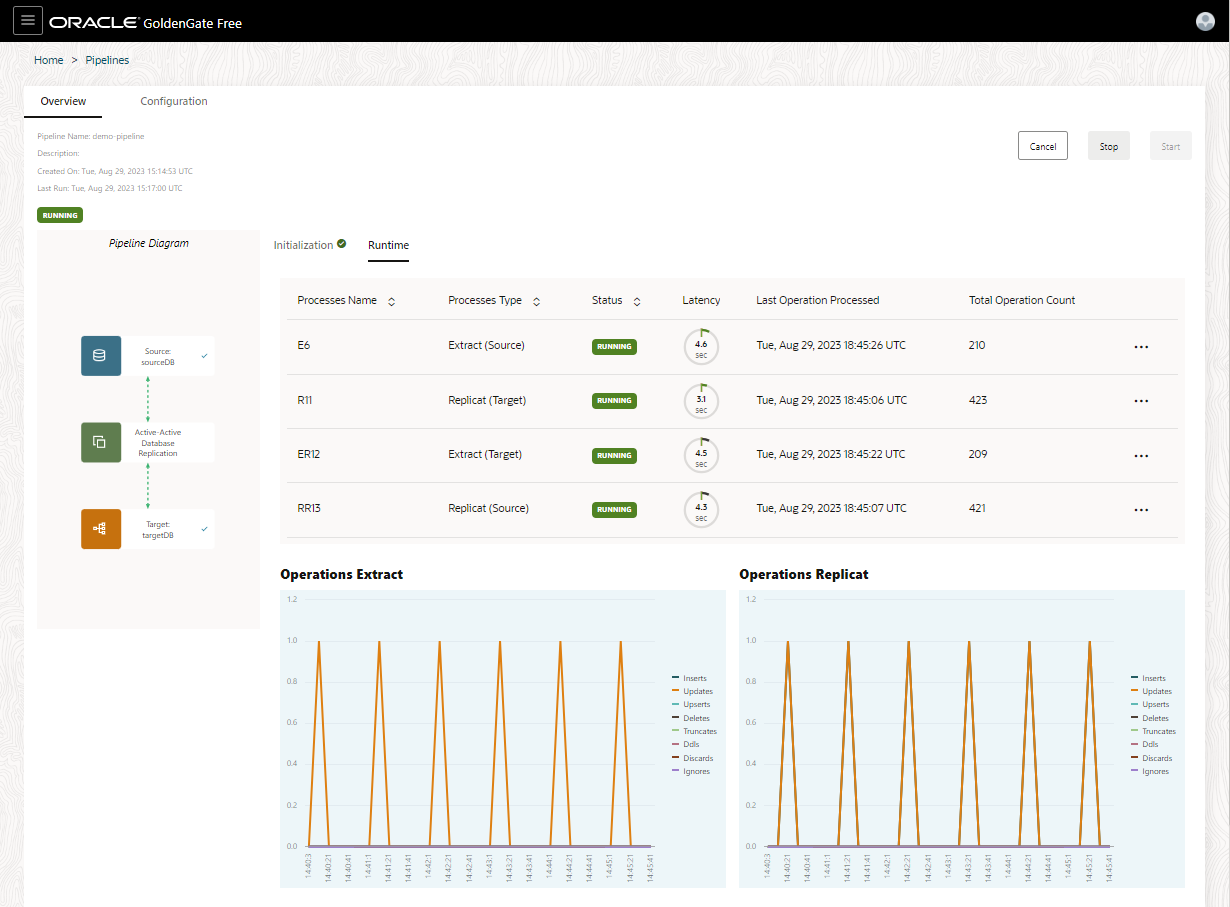 ORACLE GoldenGate Free
Home > Pipelines
Overview Configuration
Pipeline Name: demo-pipeline
Description:
Created On: Tue, Aug 29, 2023 15:14:53 UTC
Last Run: Tue, Aug 29, 2023 15:17:00 UTC
Cancel Stop Start
RUNNING
Pipeline Diagram
Source:
sourceDB
Active-Active
Database
Replication
Target:
targetDB
Initialization Runtime
Processes Name Processes Type Status Latency Last Operation Processed Total Operation Count
E6 Extract (Source) RUNNING 4.6 sec Tue, Aug 29, 2023 18:45:26 UTC 210 ...
R11 Replicat (Target) RUNNING 3.1 sec Tue, Aug 29, 2023 18:45:06 UTC 423 ...
ER12 Extract (Target) RUNNING 4.5 sec Tue, Aug 29, 2023 18:45:22 UTC 209 ...
RR13 Replicat (Source) RUNNING 4.3 sec Tue, Aug 29, 2023 18:45:07 UTC 421 ...
Operations Extract
1.2
1.0
0.8
0.6
0.4
0.2
0.0
14:40:3 14:40:21 14:40:41 14:41:1 14:41:21 14:41:41 14:42:1 14:42:21 14:42:41 14:43:1 14:43:21 14:43:41 14:44:1 14:44:21 14:44:41 14:45:1 14:45:21 14:45:41
Inserts
Updates
Upserts
Deletes
Truncates
Ddls
Discards
Ignores
Operations Replicat
1.2
1.0
0.8
0.6
0.4
0.2
0.0
14:40:3 14:40:21 14:40:41 14:41:1 14:41:21 14:41:41 14:42:1 14:42:21 14:42:41 14:43:1 14:43:21 14:43:41 14:44:1 14:44:21 14:44:41 14:45:1 14:45:21 14:45:41
Inserts
Updates
Upserts
Deletes
Truncates
Ddls
Discards
Ignores